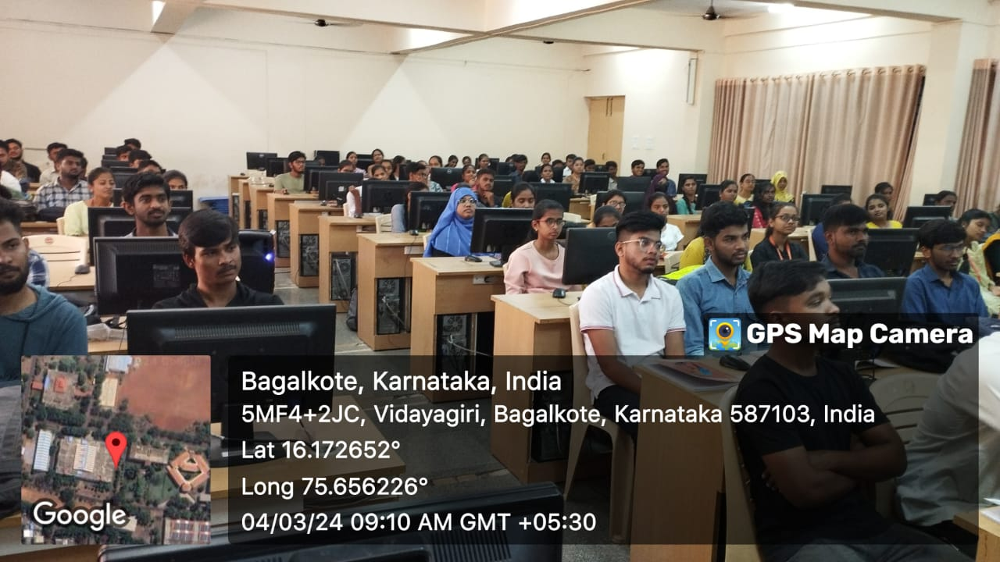 GPS Map Camera
Bagalkote, Karnataka, India
5MF4+2JC, Vidayagiri, Bagalkote, Karnataka 587103, India
Lat 16.172652°
Long 75.656226°
04/03/24 09:10 AM GMT +05:30
Google